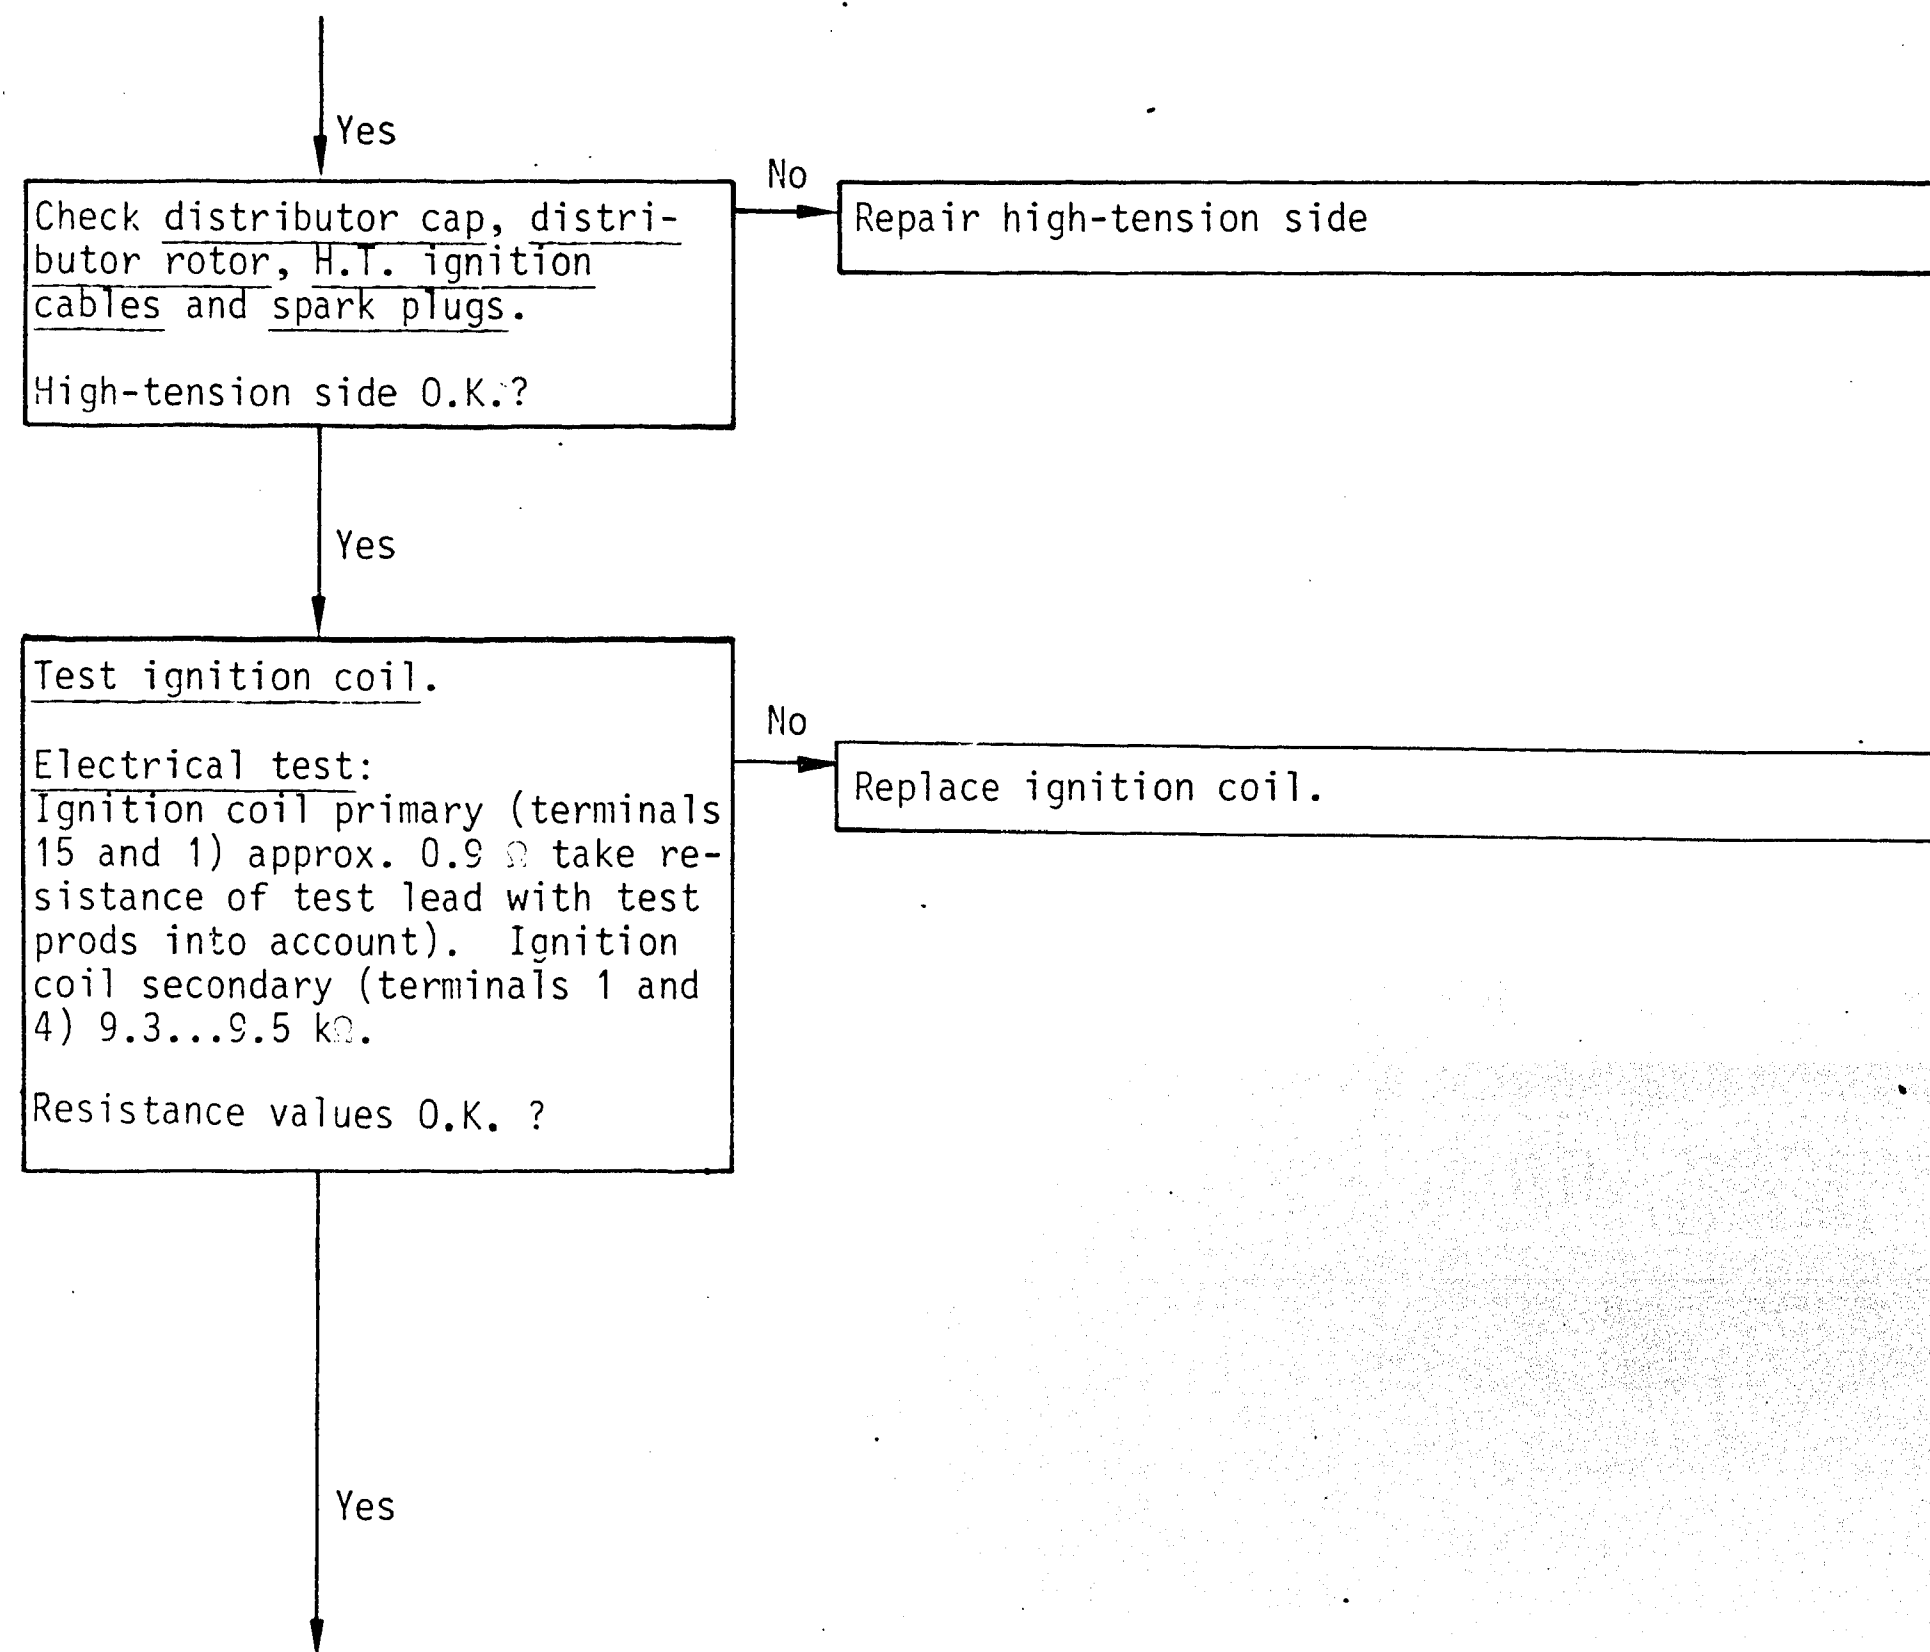 Yes
No
Check distributor cap, distri-
butor rotor, H.T. ignition
cables and spark plugs.
High-tension side O.K.?
Repair high-tension side
Yes
No
Test ignition coil.
Electrical test:
Ignition coil primary (terminals
15 and 1) approx. 0.9 Ω take re-
sistance of test lead with test
prods into account).  Ignition
coil secondary (terminals 1 and
4) 9.3...9.5 kΩ.
Resistance values O.K. ?
Replace ignition coil.
Yes